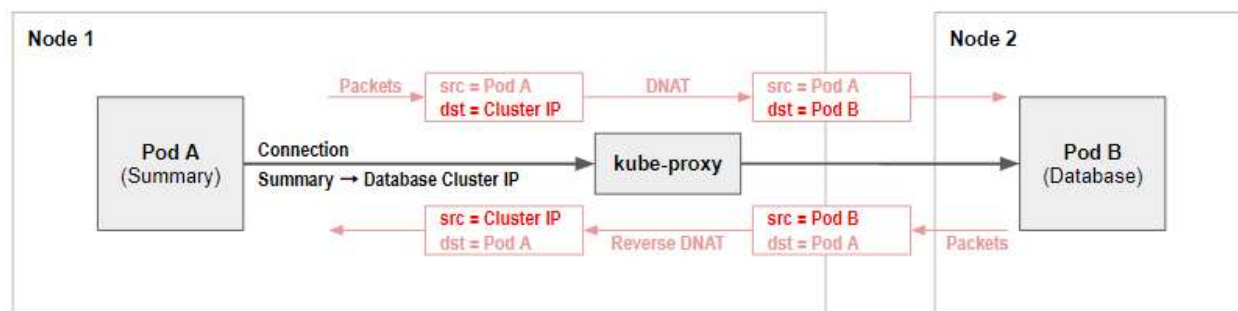 Node 1
Node 2
Packets
src = Pod A
dst = Cluster IP
DNAT
src = Pod A
dst = Pod B
Pod A
(Summary)
Connection
Summary → Database Cluster IP
kube-proxy
Pod B
(Database)
src = Cluster IP
dst = Pod A
Reverse DNAT
src = Pod B
dst = Pod A
Packets